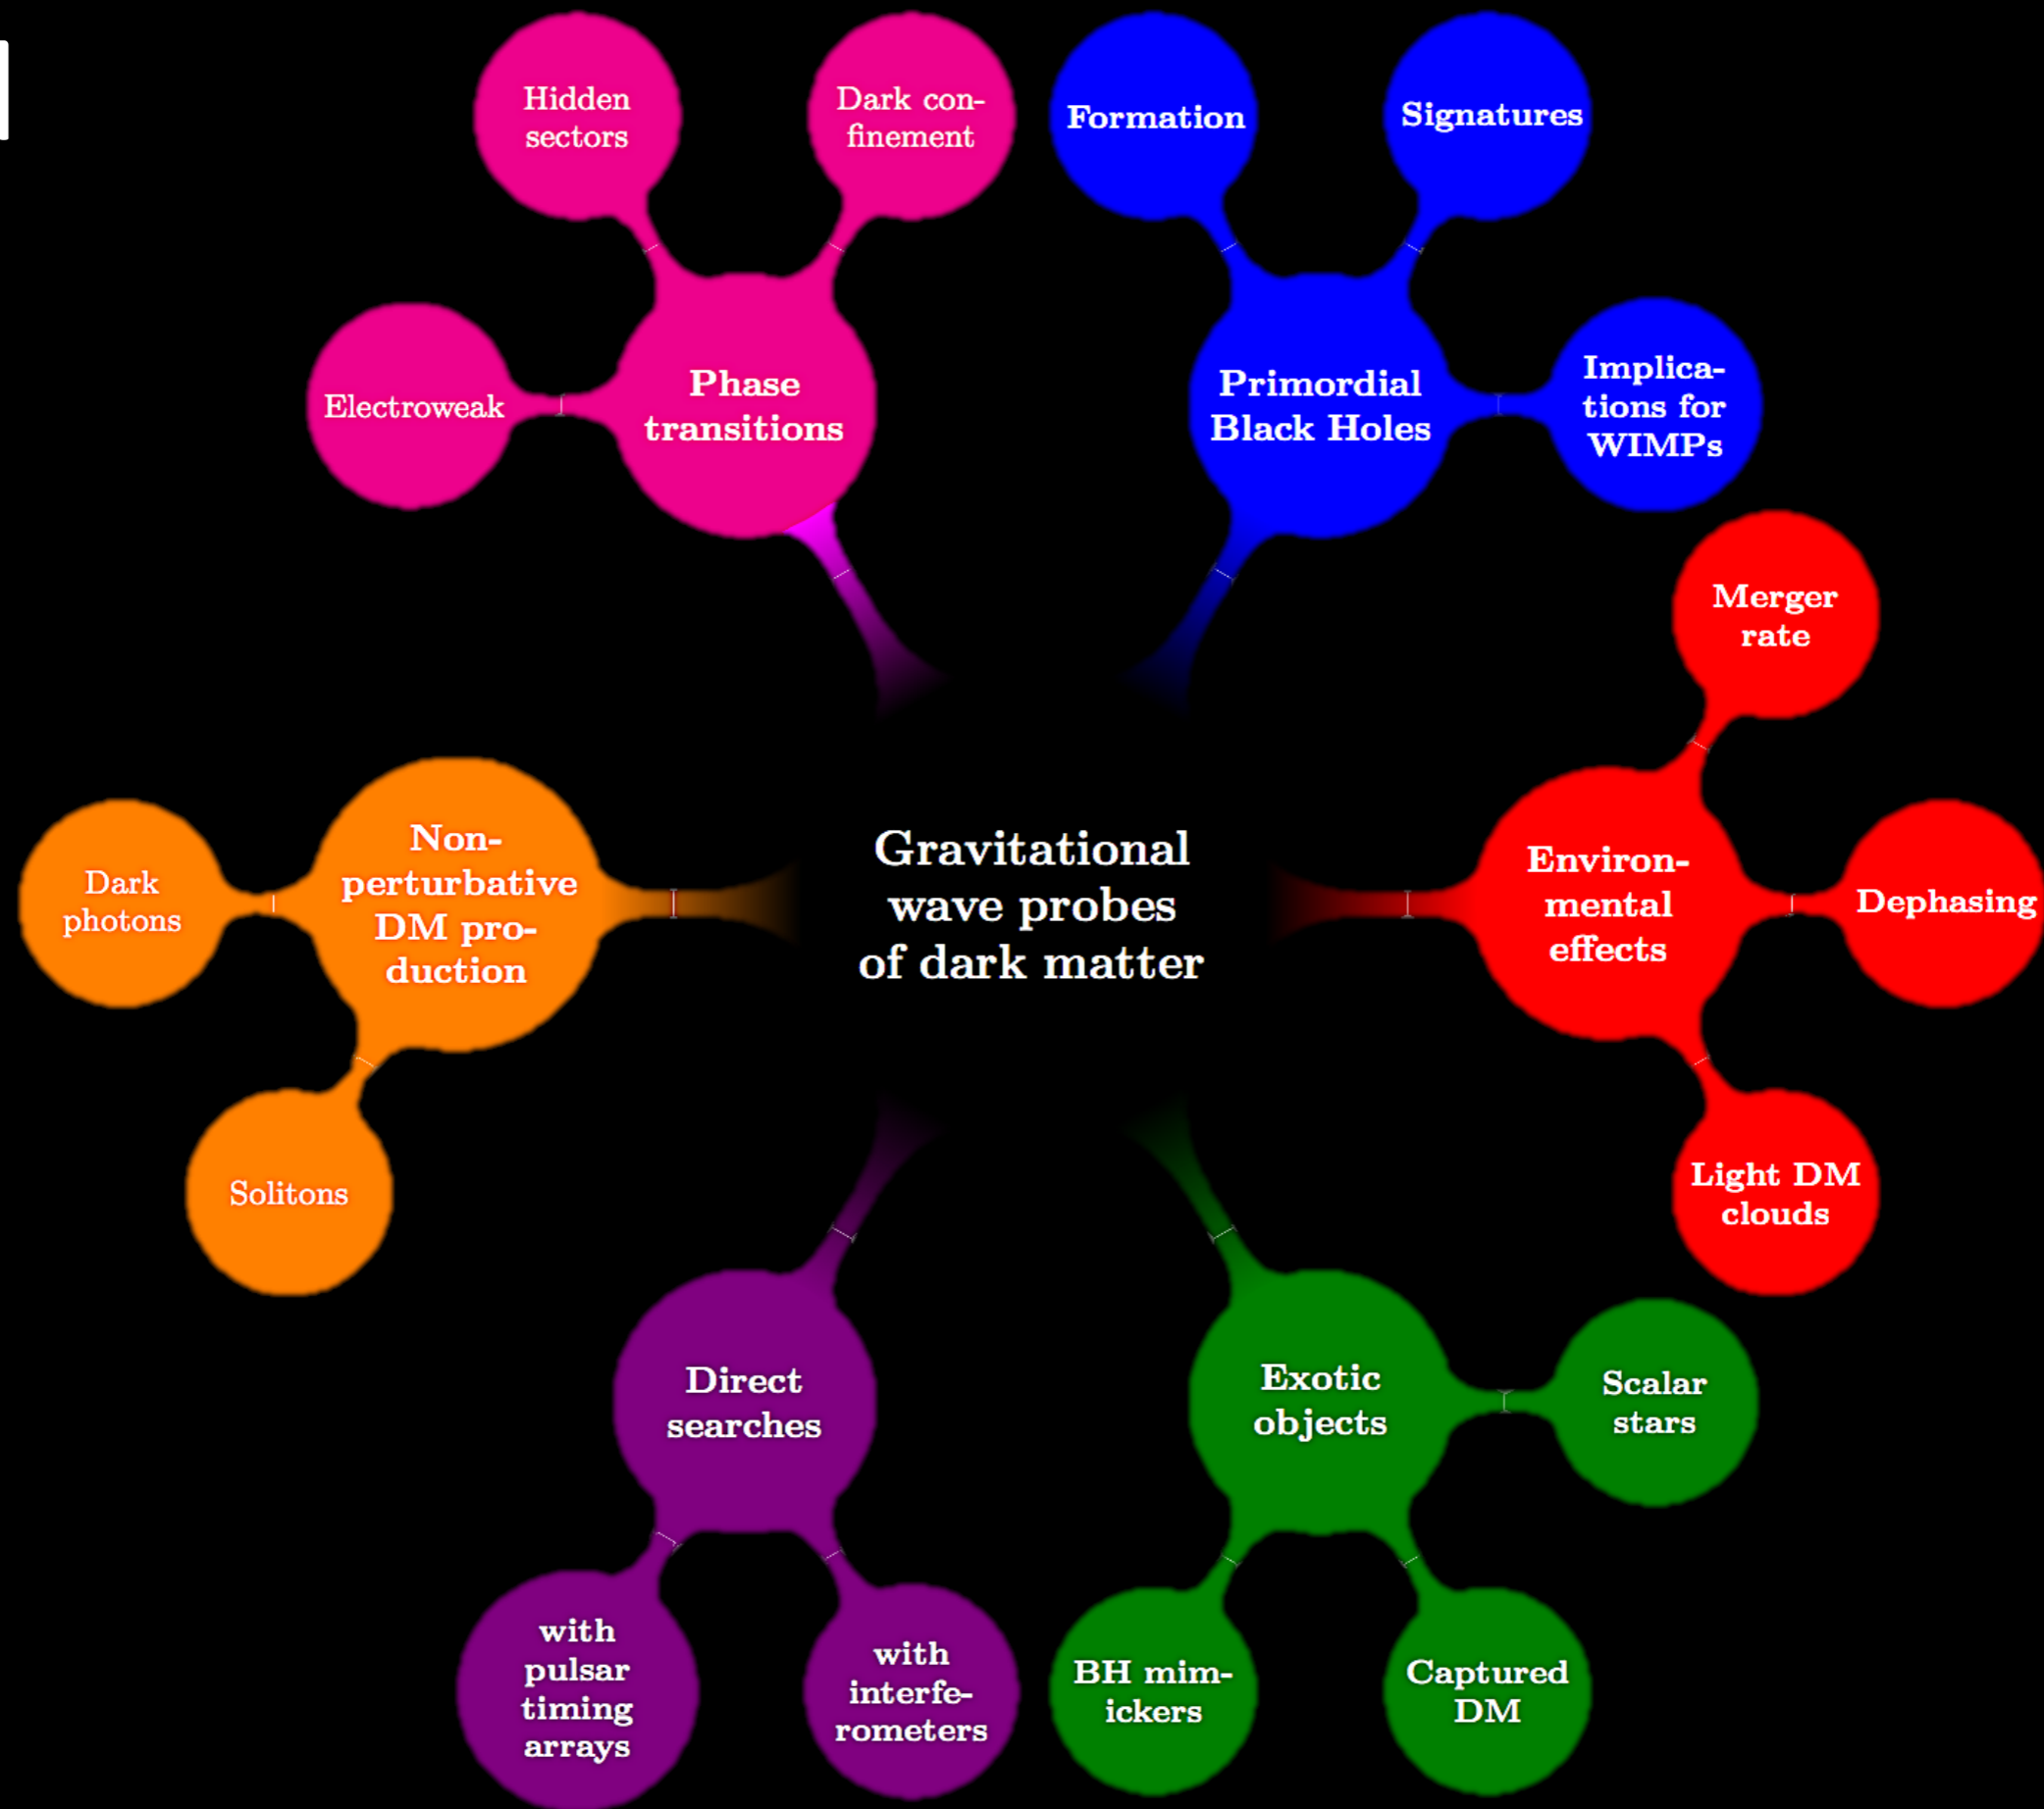 Hidden
sectors
Dark con-
finement
Formation
Signatures
Electroweak
Phase
transitions
Primordial
Black Holes
Implica-
tions for
WIMPs
Merger
rate
Dark
photons
Non-
perturbative
DM pro-
duction
Gravitational
wave probes
of dark matter
Environ-
mental
effects
Dephasing
Solitons
Light DM
clouds
Direct
searches
Exotic
objects
Scalar
stars
with
pulsar
timing
arrays
with
interfe-
rometers
BH mim-
ickers
Captured
DM